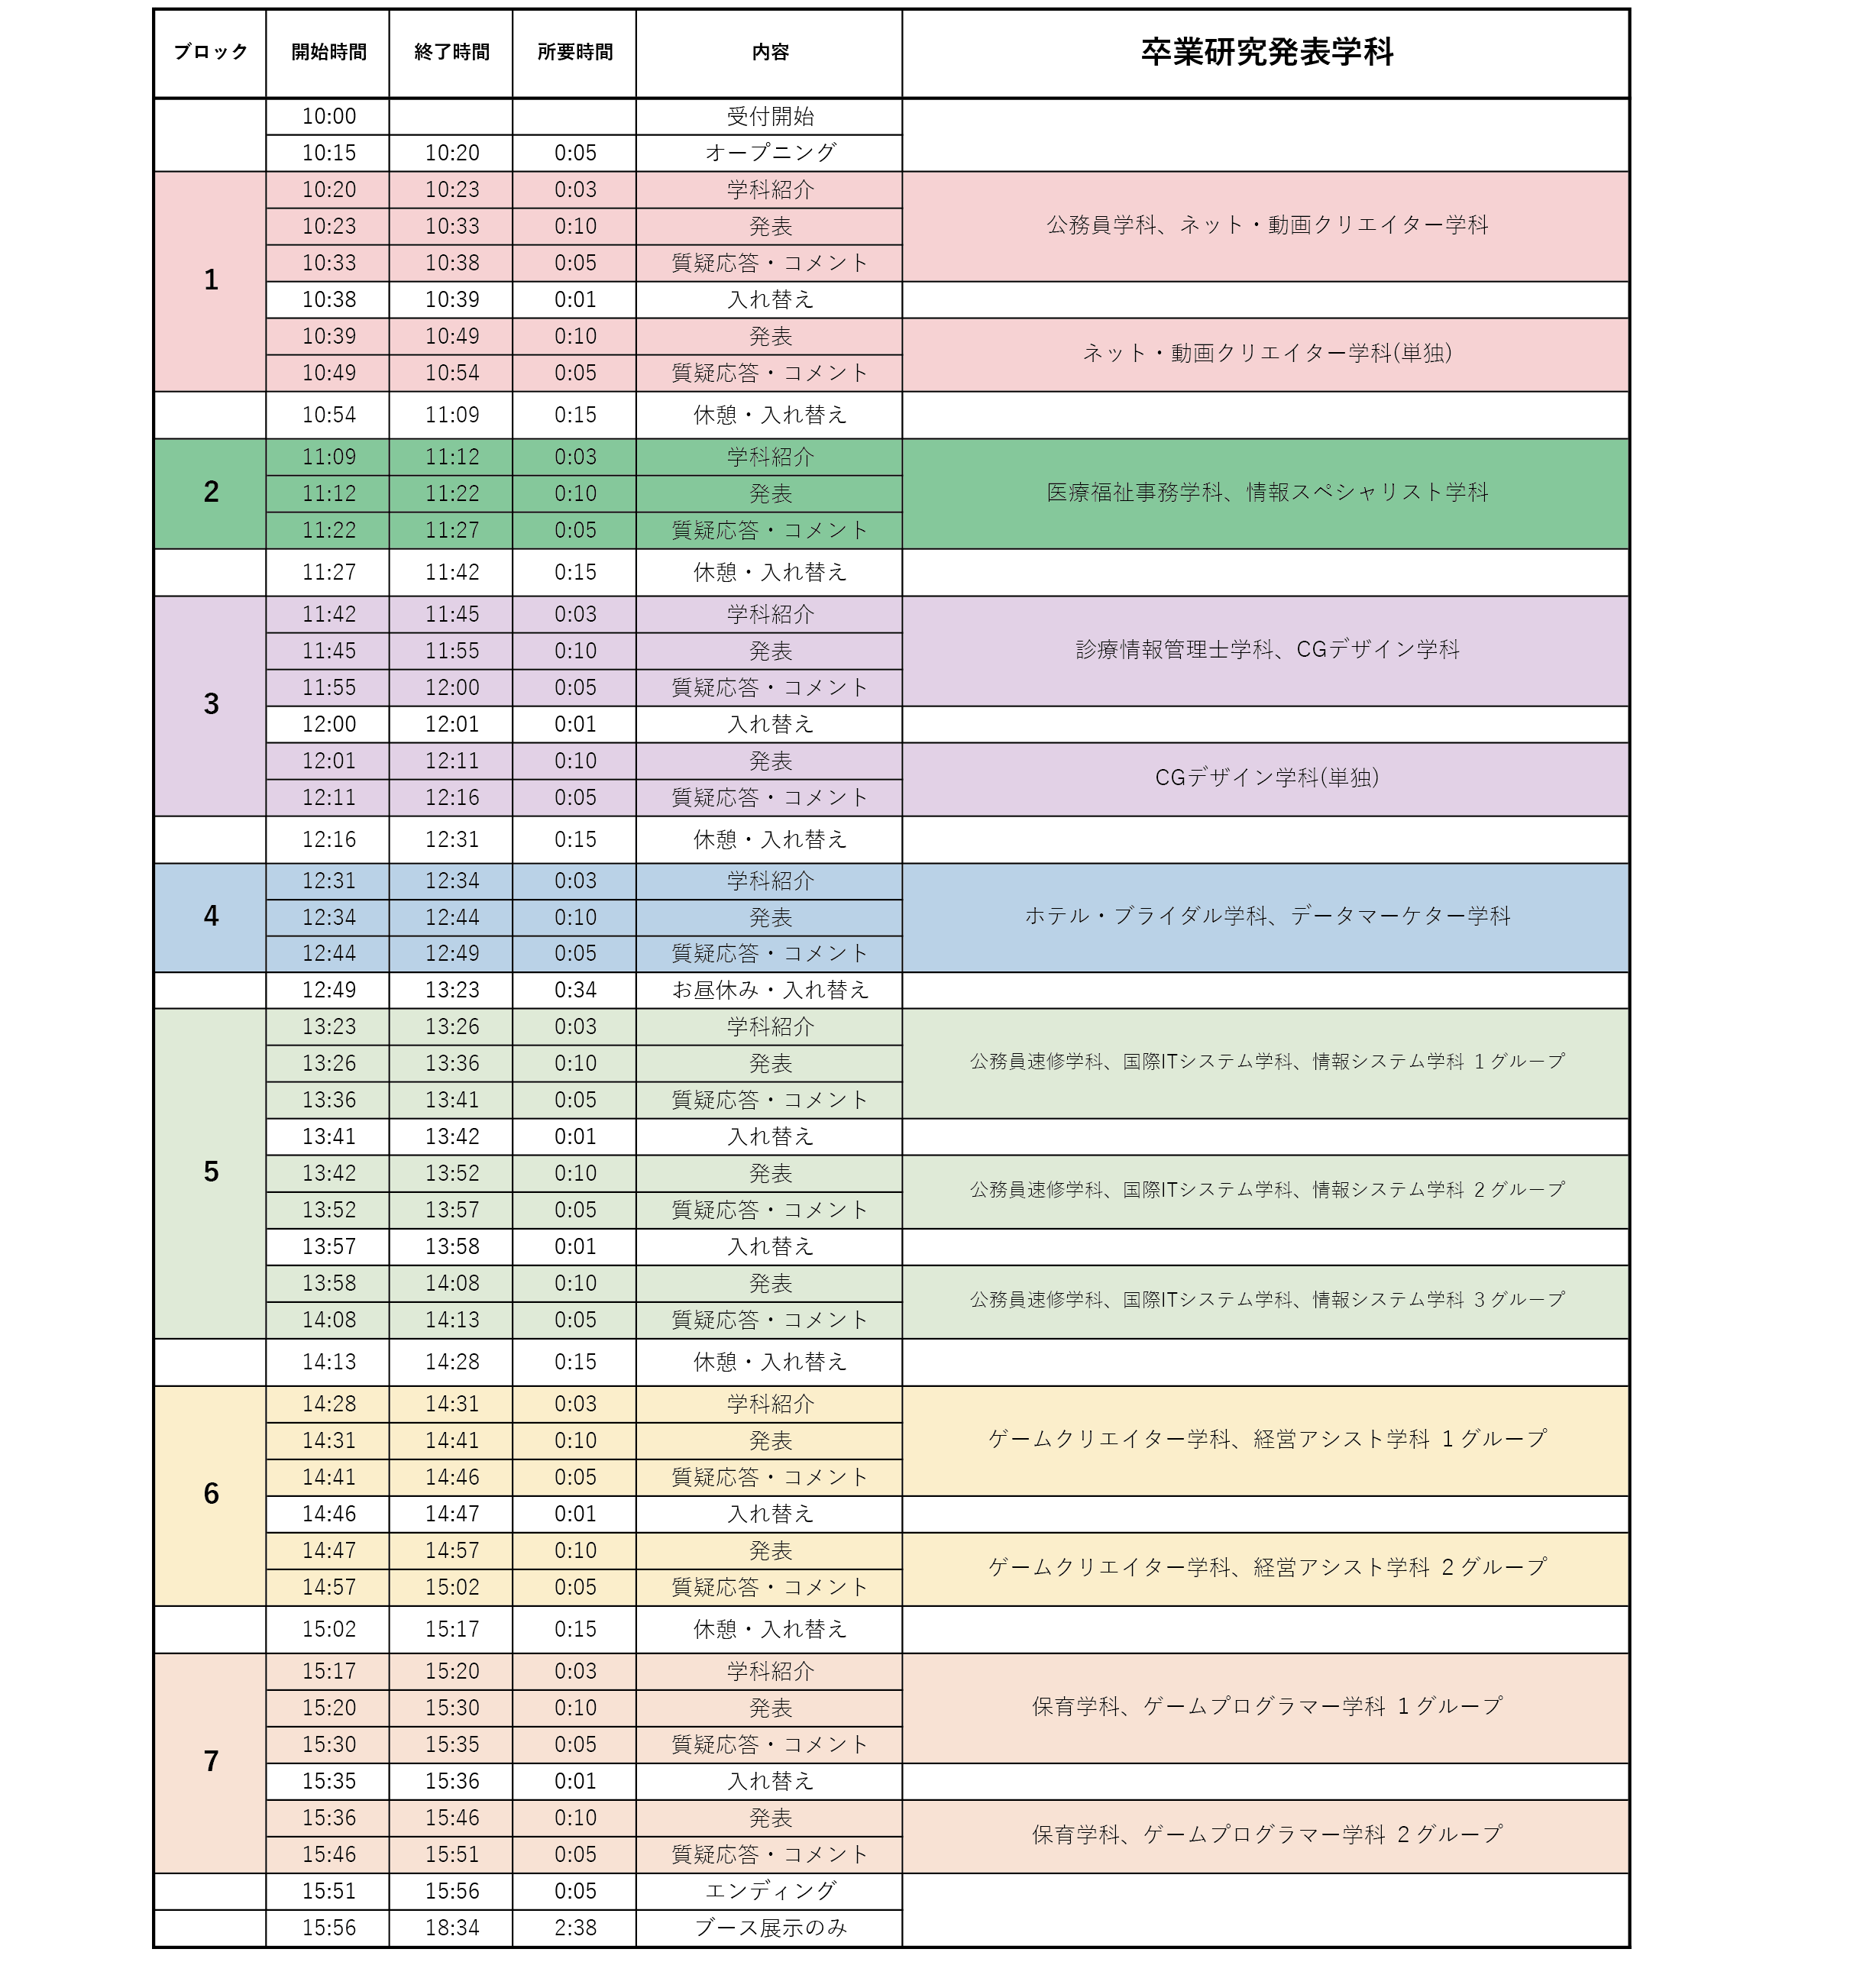 ブロック 開始時間 終了時間 所要時間 内容 卒業研究発表学科
10:00 受付開始
10:15 10:20 0:05 オープニング
1
10:20 10:23 0:03 学科紹介
10:23 10:33 0:10 発表 公務員学科、ネット・動画クリエイター学科
10:33 10:38 0:05 質疑応答・コメント
10:38 10:39 0:01 入れ替え
10:39 10:49 0:10 発表 ネット・動画クリエイター学科(単独)
10:49 10:54 0:05 質疑応答・コメント
10:54 11:09 0:15 休憩・入れ替え
2
11:09 11:12 0:03 学科紹介
11:12 11:22 0:10 発表 医療福祉事務学科、情報スペシャリスト学科
11:22 11:27 0:05 質疑応答・コメント
11:27 11:42 0:15 休憩・入れ替え
3
11:42 11:45 0:03 学科紹介
11:45 11:55 0:10 発表 診療情報管理士学科、CGデザイン学科
11:55 12:00 0:05 質疑応答・コメント
12:00 12:01 0:01 入れ替え
12:01 12:11 0:10 発表 CGデザイン学科(単独)
12:11 12:16 0:05 質疑応答・コメント
12:16 12:31 0:15 休憩・入れ替え
4
12:31 12:34 0:03 学科紹介
12:34 12:44 0:10 発表 ホテル・ブライダル学科、データマーケター学科
12:44 12:49 0:05 質疑応答・コメント
12:49 13:23 0:34 お昼休み・入れ替え
5
13:23 13:26 0:03 学科紹介
13:26 13:36 0:10 発表 公務員速修学科、国際ITシステム学科、情報システム学科 1グループ
13:36 13:41 0:05 質疑応答・コメント
13:41 13:42 0:01 入れ替え
13:42 13:52 0:10 発表 公務員速修学科、国際ITシステム学科、情報システム学科 2グループ
13:52 13:57 0:05 質疑応答・コメント
13:57 13:58 0:01 入れ替え
13:58 14:08 0:10 発表 公務員速修学科、国際ITシステム学科、情報システム学科 3グループ
14:08 14:13 0:05 質疑応答・コメント
14:13 14:28 0:15 休憩・入れ替え
6
14:28 14:31 0:03 学科紹介
14:31 14:41 0:10 発表 ゲームクリエイター学科、経営アシスト学科 1グループ
14:41 14:46 0:05 質疑応答・コメント
14:46 14:47 0:01 入れ替え
14:47 14:57 0:10 発表 ゲームクリエイター学科、経営アシスト学科 2グループ
14:57 15:02 0:05 質疑応答・コメント
15:02 15:17 0:15 休憩・入れ替え
7
15:17 15:20 0:03 学科紹介
15:20 15:30 0:10 発表 保育学科、ゲームプログラマー学科 1グループ
15:30 15:35 0:05 質疑応答・コメント
15:35 15:36 0:01 入れ替え
15:36 15:46 0:10 発表 保育学科、ゲームプログラマー学科 2グループ
15:46 15:51 0:05 質疑応答・コメント
15:51 15:56 0:05 エンディング
15:56 18:34 2:38 ブース展示のみ